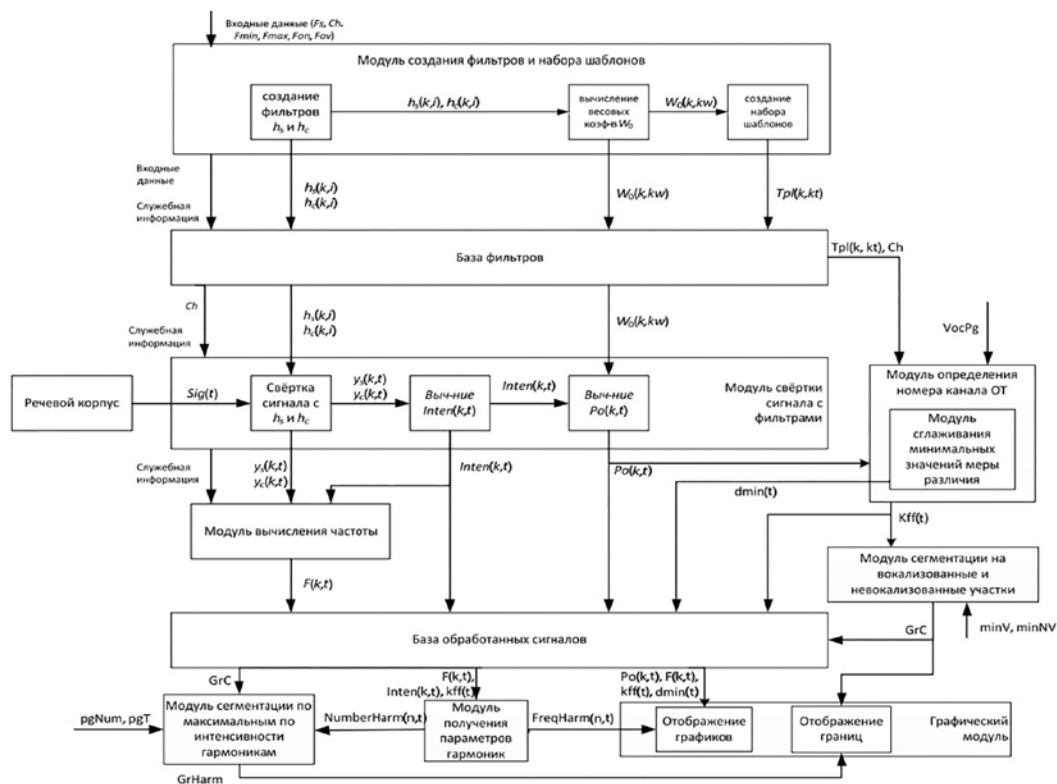 Входные данные (Fs, Ch,
Fmin, Fmax, Fon, Fov)
Модуль создания фильтров и набора шаблонов
создание
фильтров
hs и hc
hs(k,i), hc(k,i)
вычисление
весовых
коэф-в W0
W0(k,kw)
создание
набора
шаблонов
Входные
данные
Служебная
информация
hs(k,i)
hc(k,i)
W0(k,kw)
Tpl(k,kt)
База фильтров
Tpl(k, kt), Ch
Ch
Служебная
информация
hs(k,i)
hc(k,i)
W0(k,kw)
VocPg
Речевой корпус
Sig(t)
Свёртка
сигнала с
hs и hc
ys(k,t)
yc(k,t)
Выч-ние
Inten(k,t)
Inten(k,t)
Выч-ние
Po(k,t)
Модуль свёртки
сигнала с
фильтрами
Модуль определения
номера канала ОТ
Модуль
сглаживания
минимальных
значений меры
различия
Служебная
информация
ys(k,t)
yc(k,t)
Inten(k,t)
Po(k,t)
dmin(t)
Kff(t)
Модуль вычисления частоты
F(k,t)
Модуль сегментации на
вокализованные и
невокализованные участки
GrC
minV, minNV
База обработанных сигналов
GrC
F(k,t),
Inten(k,t), kff(t)
Po(k,t), F(k,t),
kff(t), dmin(t)
pgNum, pgT
Модуль сегментации по
максимальным по
интенсивности
гармоникам
NumberHarm(n,t)
Модуль
получения
параметров
гармоник
FreqHarm(n,t)
Отображение
графиков
Отображение
границ
Графический
модуль
GrHarm